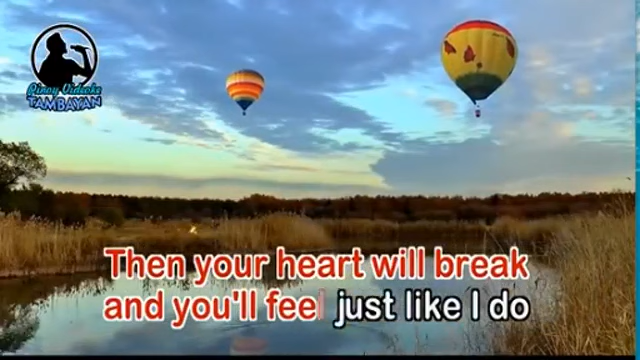 Pinoy Videoke
TAMBAYAN
Then your heart will break
and you'll feel just like I do